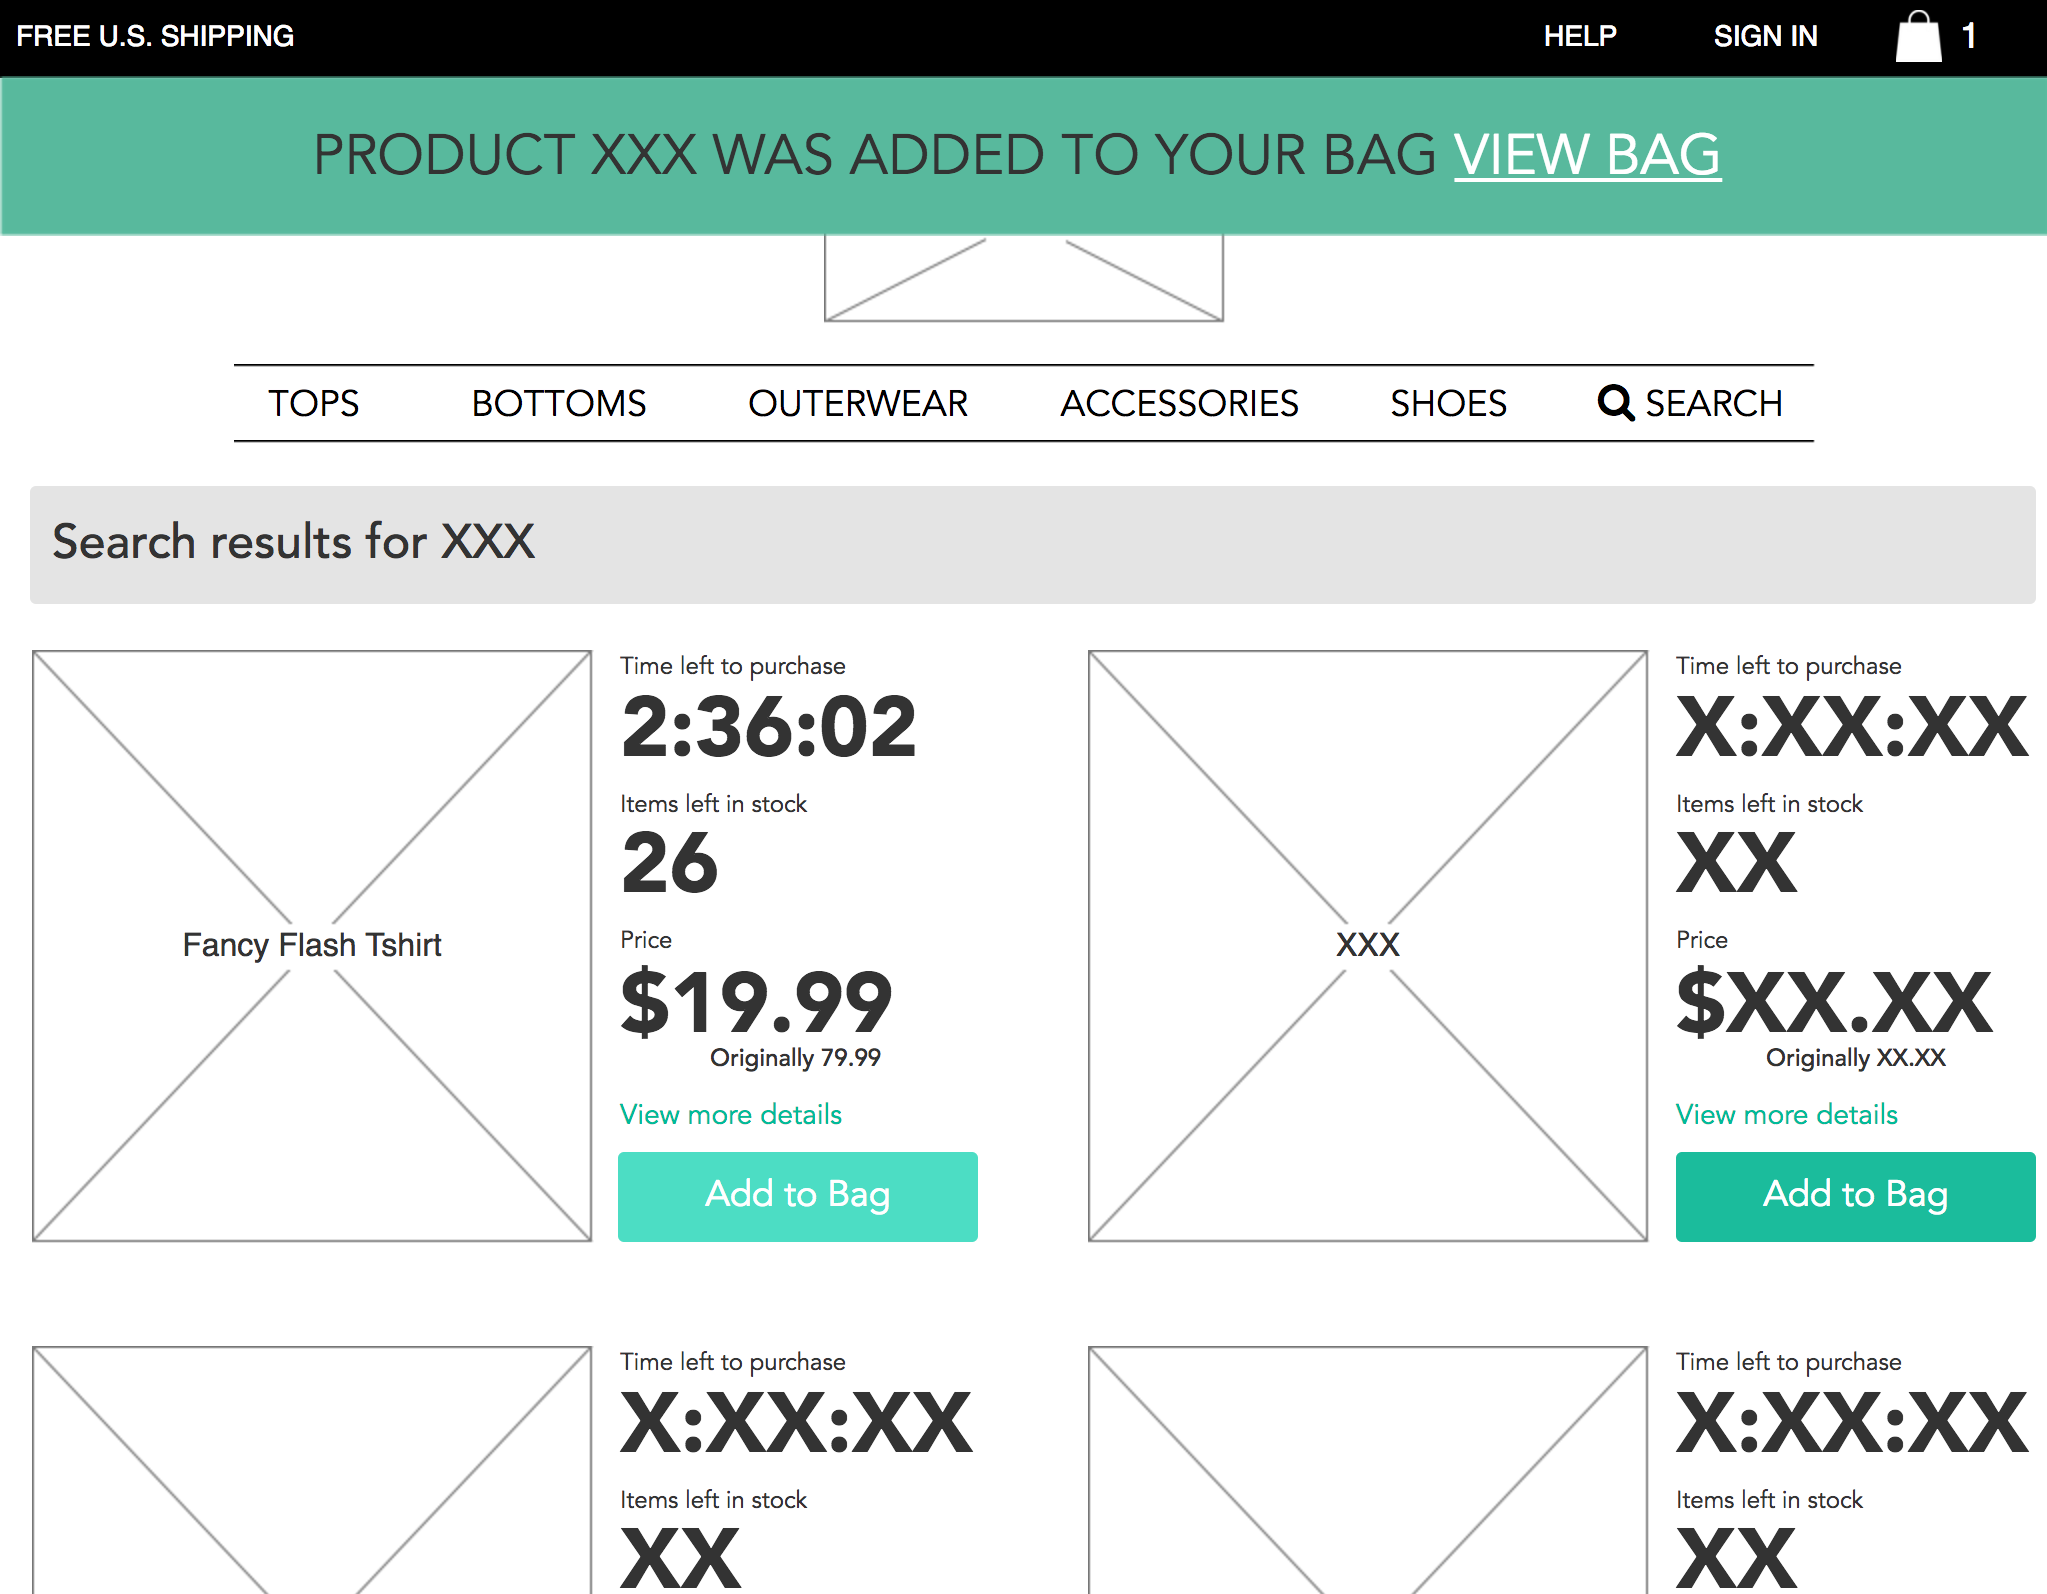 FREE U.S. SHIPPING HELP SIGN IN 1
PRODUCT XXX WAS ADDED TO YOUR BAG VIEW BAG
TOPS BOTTOMS OUTERWEAR ACCESSORIES SHOES SEARCH
Search results for XXX
Fancy Flash Tshirt
Time left to purchase
2:36:02
Items left in stock
26
Price
$19.99
Originally 79.99
View more details
Add to Bag
XXX
Time left to purchase
X:XX:XX
Items left in stock
XX
Price
$XX.XX
Originally XX.XX
View more details
Add to Bag
Time left to purchase
X:XX:XX
Items left in stock
XX
Time left to purchase
X:XX:XX
Items left in stock
XX